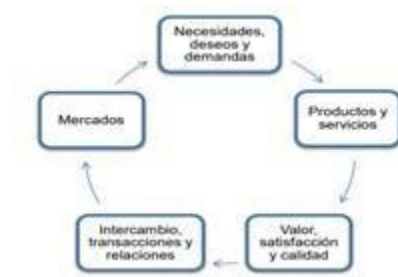 Necesidades,
deseos y
demandas
Productos y
servicios
Valor,
satisfacción
y calidad
Intercambio,
transacciones y
relaciones
Mercados